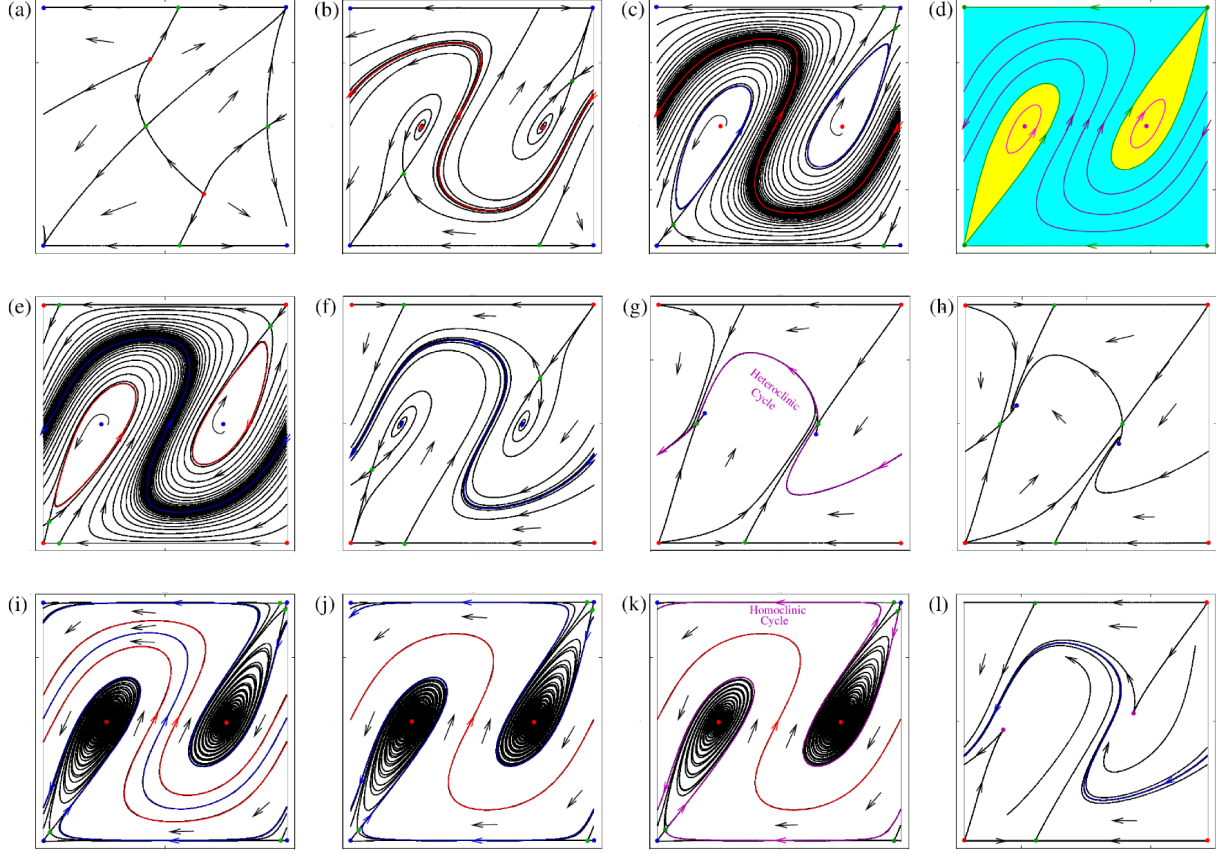 (a)
(b)
(c)
(d)
(e)
(f)
(g)
Heteroclinic
Cycle
(h)
(i)
(j)
(k)
Homoclinic
Cycle
(l)